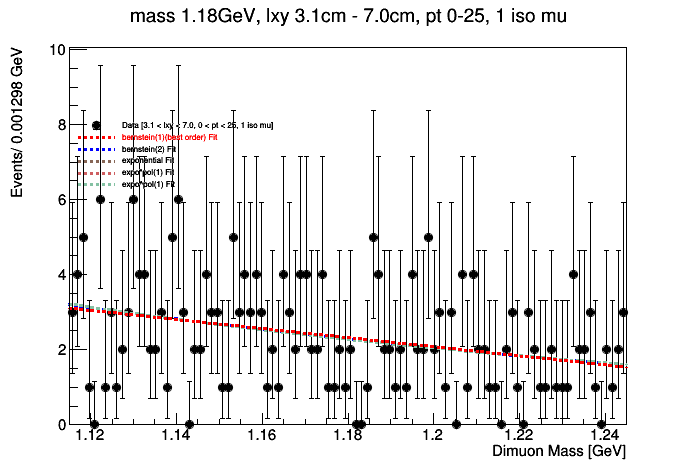 mass 1.18GeV, lxy 3.1cm - 7.0cm, pt 0-25, 1 iso mu
Events/ 0.001298 GeV
10
8
6
4
2
0
Data [3.1 < lxy < 7.0, 0 < pt < 25, 1 iso mu]
bernstein(1)(best order) Fit
bernstein(2) Fit
exponential Fit
expo*pol(1) Fit
expo*pol(1) Fit
1.12 1.14 1.16 1.18 1.2 1.22 1.24
Dimuon Mass [GeV]